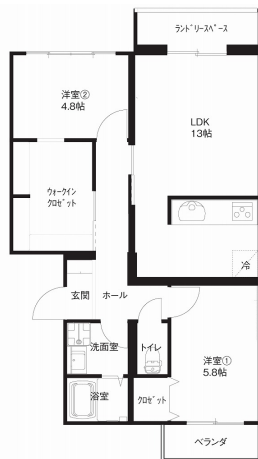 ランドリースペース
洋室②
4.8帖
LDK
13帖
ウォークイン
クロゼット
冷
玄関
ホール
洗面室
トイレ
洋室①
5.8帖
浴室
クロゼット
ベランダ